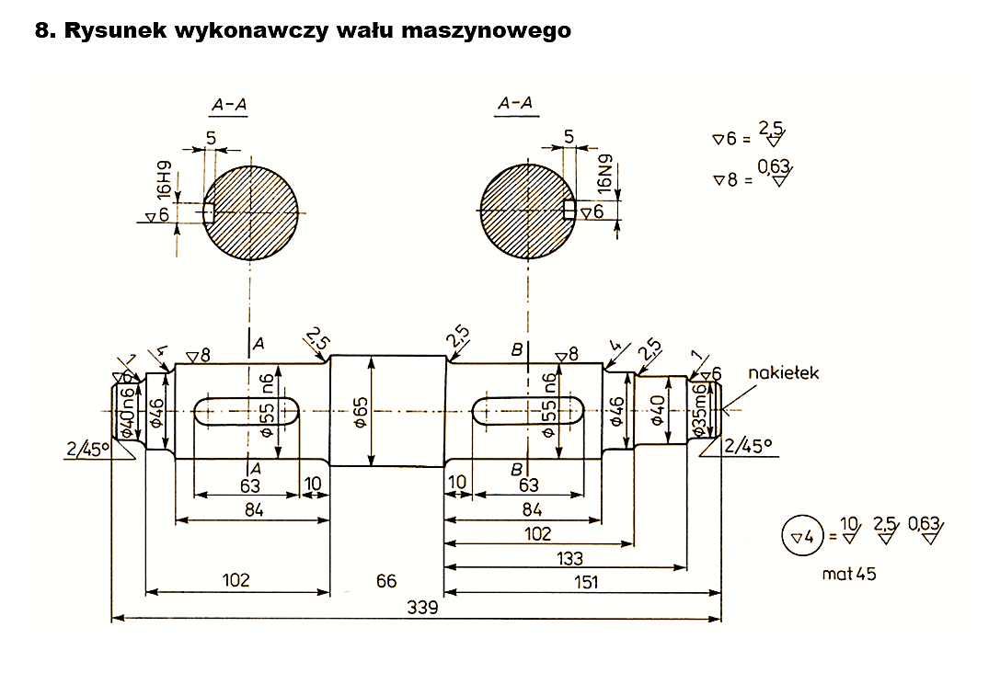 8. Rysunek wykonawczy wału maszynowego
A-A
A-A
5
5
16H9
16N9
▽6
▽6
▽6 = 2,5
▽8 = 0,63
1
4
▽8
A
2,5
2,5
B
▽8
4
2,5
1
▽6
▽6
nakiełek
ϕ40n6
ϕ46
ϕ55 n6
ϕ65
ϕ55 n6
ϕ46
ϕ40
ϕ35m6
2/45°
2/45°
A
B
63
10
10
63
84
84
102
133
102
66
151
339
▽4 = 10 2,5 0,63
mat 45